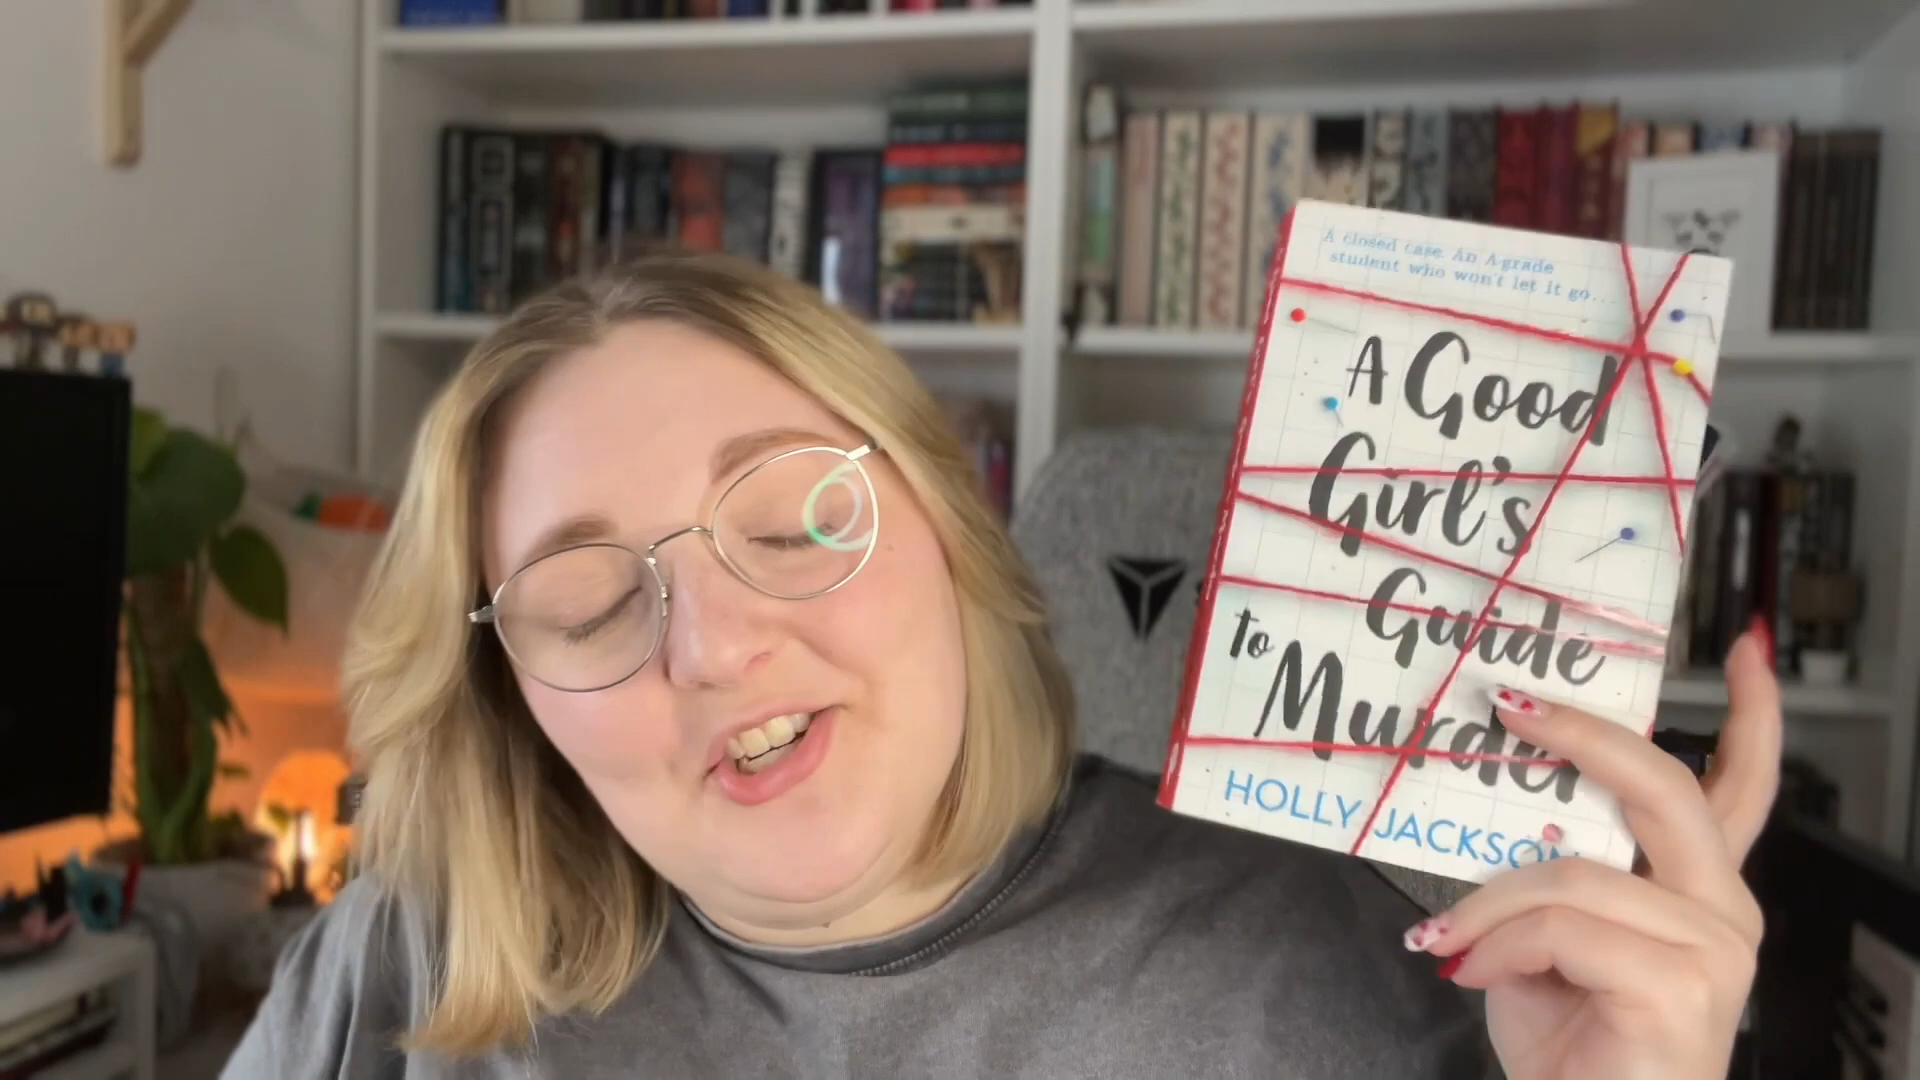 A closed case. An A grade
student who won't let it go...
A Good
Girl's
Guide
to Murder
HOLLY JACKSON